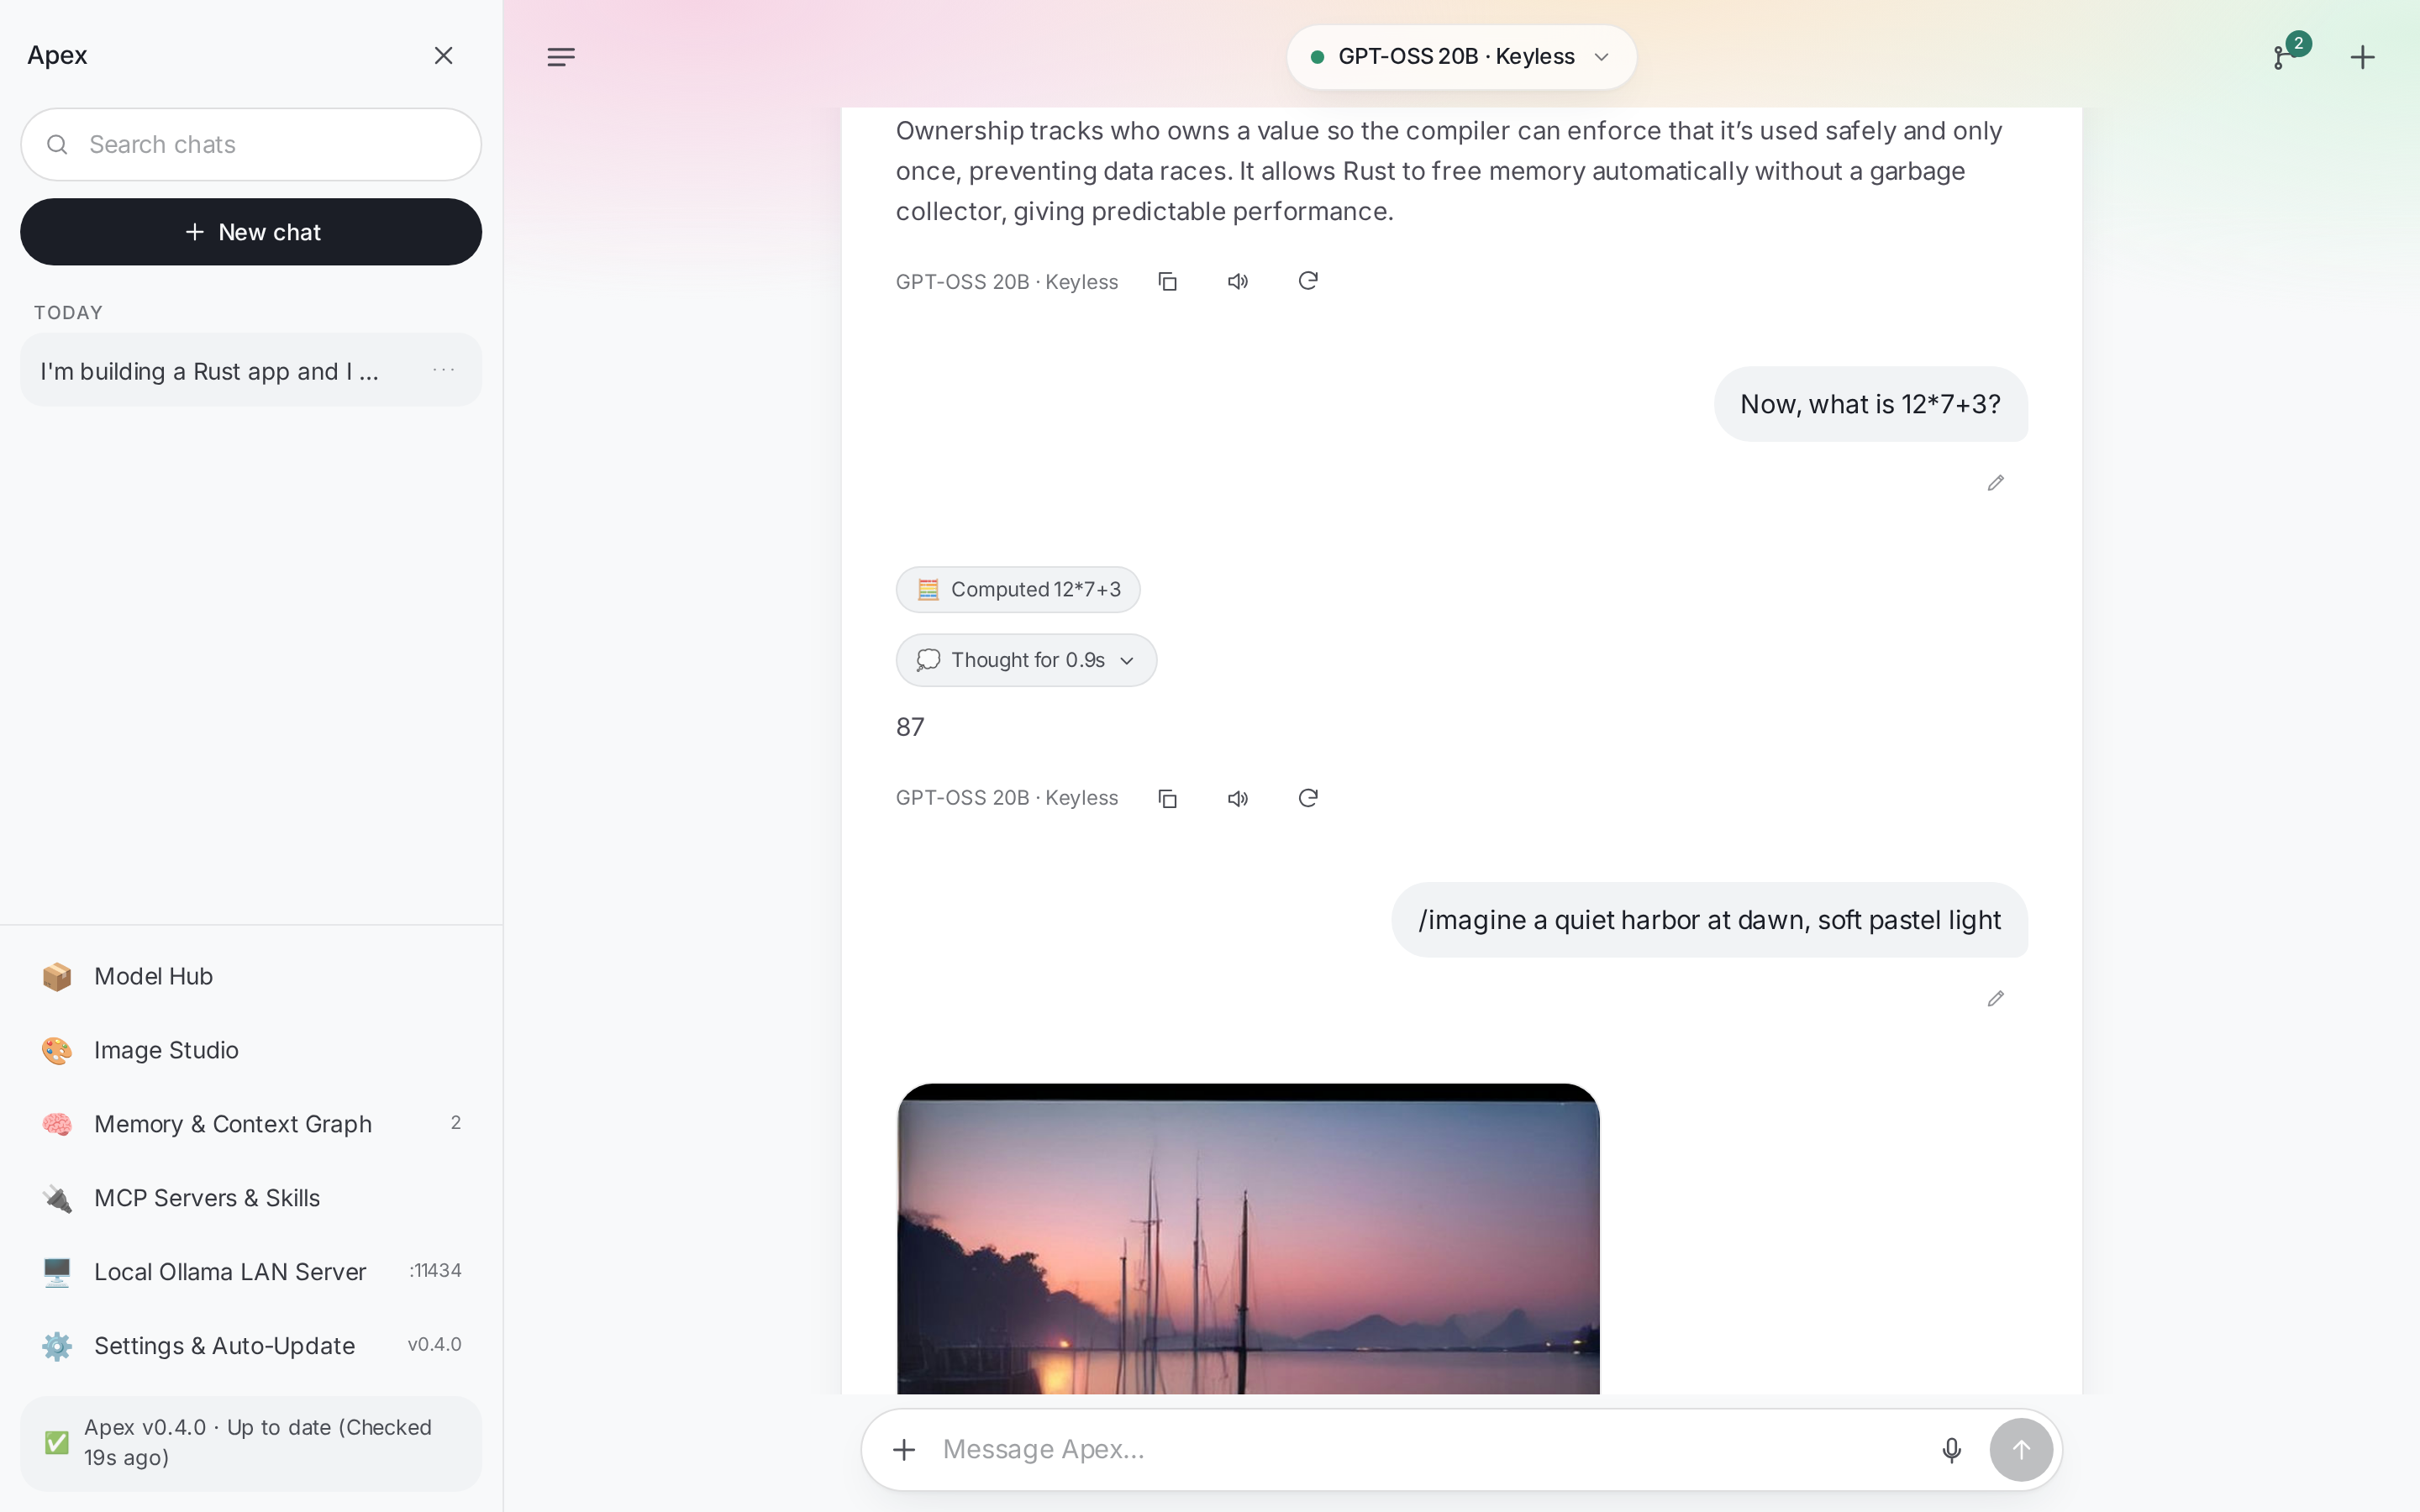 Apex
Search chats
New chat
TODAY
I'm building a Rust app and I ...
Model Hub
Image Studio
Memory & Context Graph 2
MCP Servers & Skills
Local Ollama LAN Server :11434
Settings & Auto-Update v0.4.0
Apex v0.4.0 · Up to date (Checked
19s ago)
GPT-OSS 20B · Keyless
2
Ownership tracks who owns a value so the compiler can enforce that it’s used safely and only
once, preventing data races. It allows Rust to free memory automatically without a garbage
collector, giving predictable performance.
GPT-OSS 20B · Keyless
Now, what is 12*7+3?
Computed 12*7+3
Thought for 0.9s
87
GPT-OSS 20B · Keyless
/imagine a quiet harbor at dawn, soft pastel light
Message Apex...